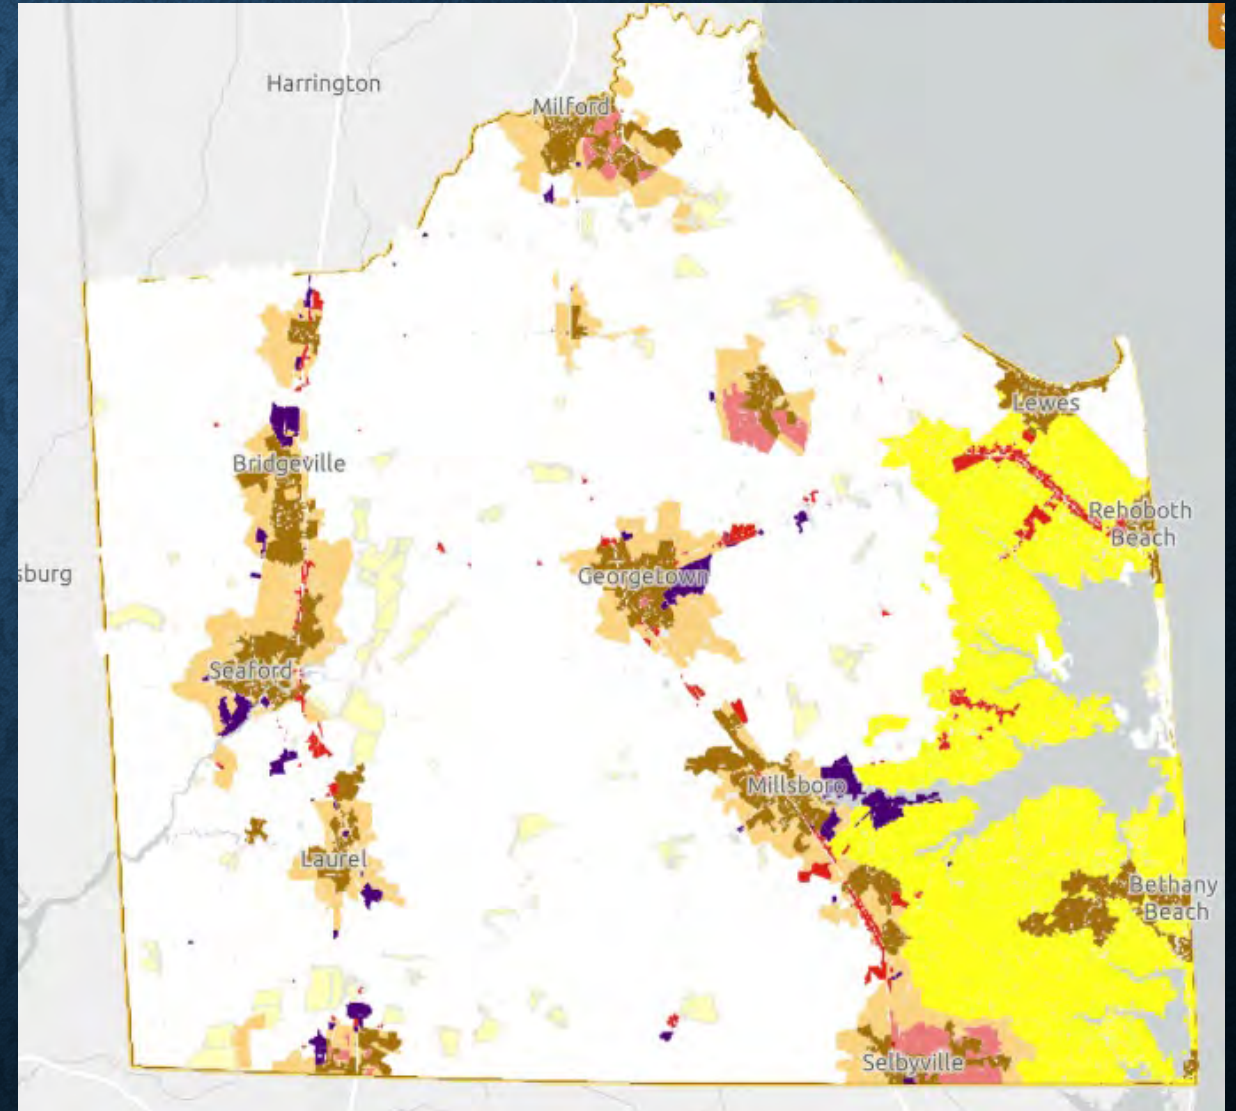 Harrington
Milford
Lewes
Bridgeville
Rehoboth
Beach
sburg
Georgetown
Seaford
Millsboro
Laurel
Bethany
Beach
Selbyville